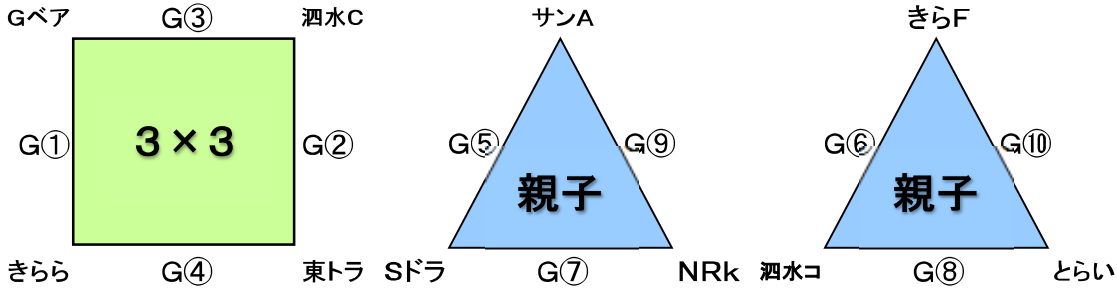 Gベア G③ 泗水C
G① 3×3 G②
きらら G④ 東トラ
サンA
G⑤ G⑨
親子
Sドラ G⑦ NRk
きらF
G⑥ G⑩
親子
泗水コ G⑧ とらい